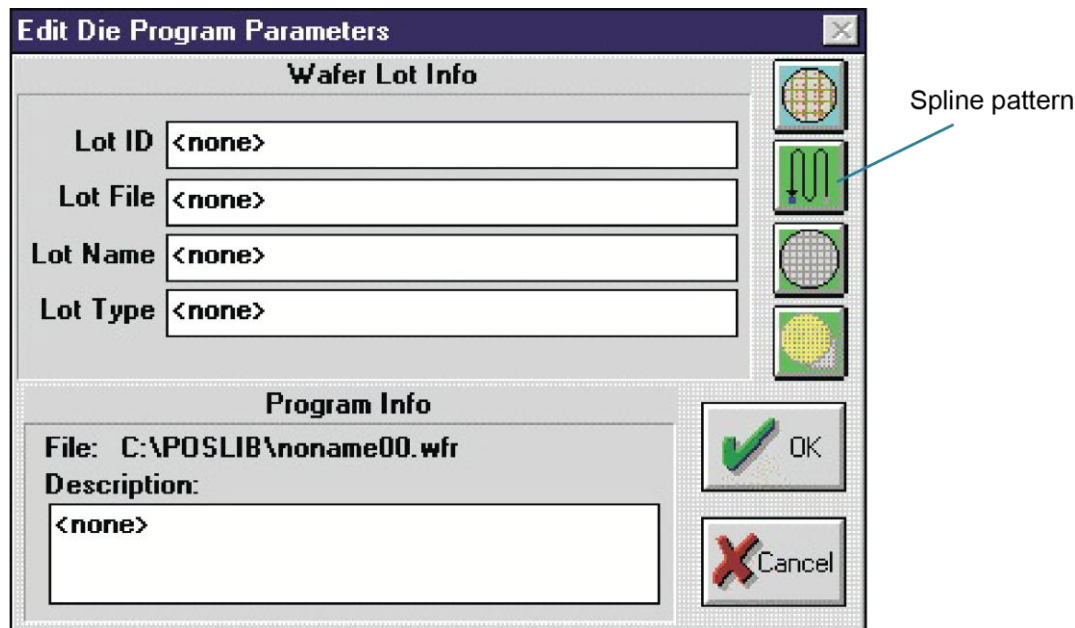 Edit Die Program Parameters
Wafer Lot Info
Spline pattern
Lot ID <none>
Lot File <none>
Lot Name <none>
Lot Type <none>
Program Info
File: C:\POSLIB\noname00.wfr
Description:
<none>
OK
Cancel